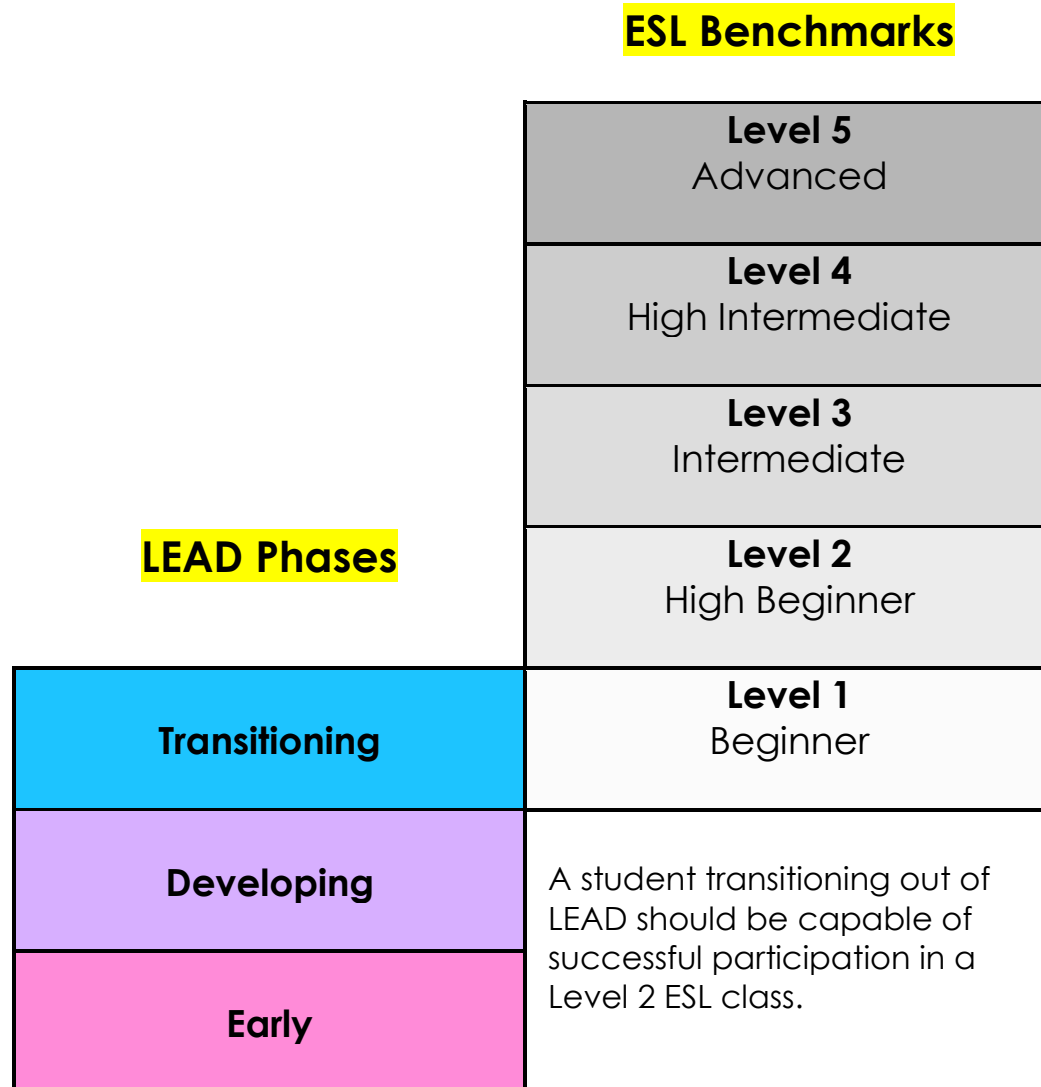 ESL Benchmarks
Level 5
Advanced
Level 4
High Intermediate
Level 3
Intermediate
LEAD Phases
Level 2
High Beginner
Transitioning
Level 1
Beginner
Developing
Early
A student transitioning out of
LEAD should be capable of
successful participation in a
Level 2 ESL class.